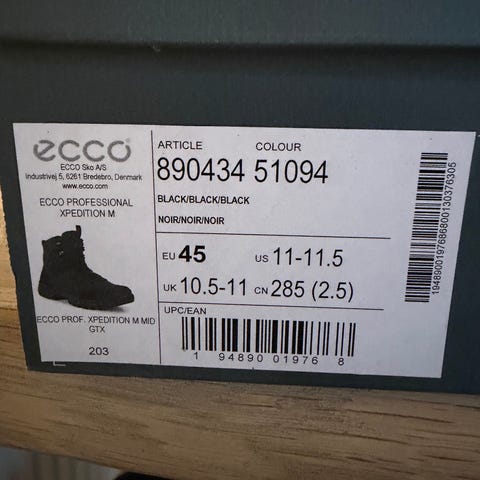 ecco
ECCO Sko A/S
Industrivej 5, 6261 Bredebro, Denmark
www.ecco.com
ECCO PROFESSIONAL
XPEDITION M
ECCO PROF. XPEDITION M MID
GTX
203
ARTICLE COLOUR
890434 51094
BLACK/BLACK/BLACK
NOIR/NOIR/NOIR
EU 45 US 11-11.5
UK 10.5-11 CN 285 (2.5)
UPC/EAN
1 94890 01976 8